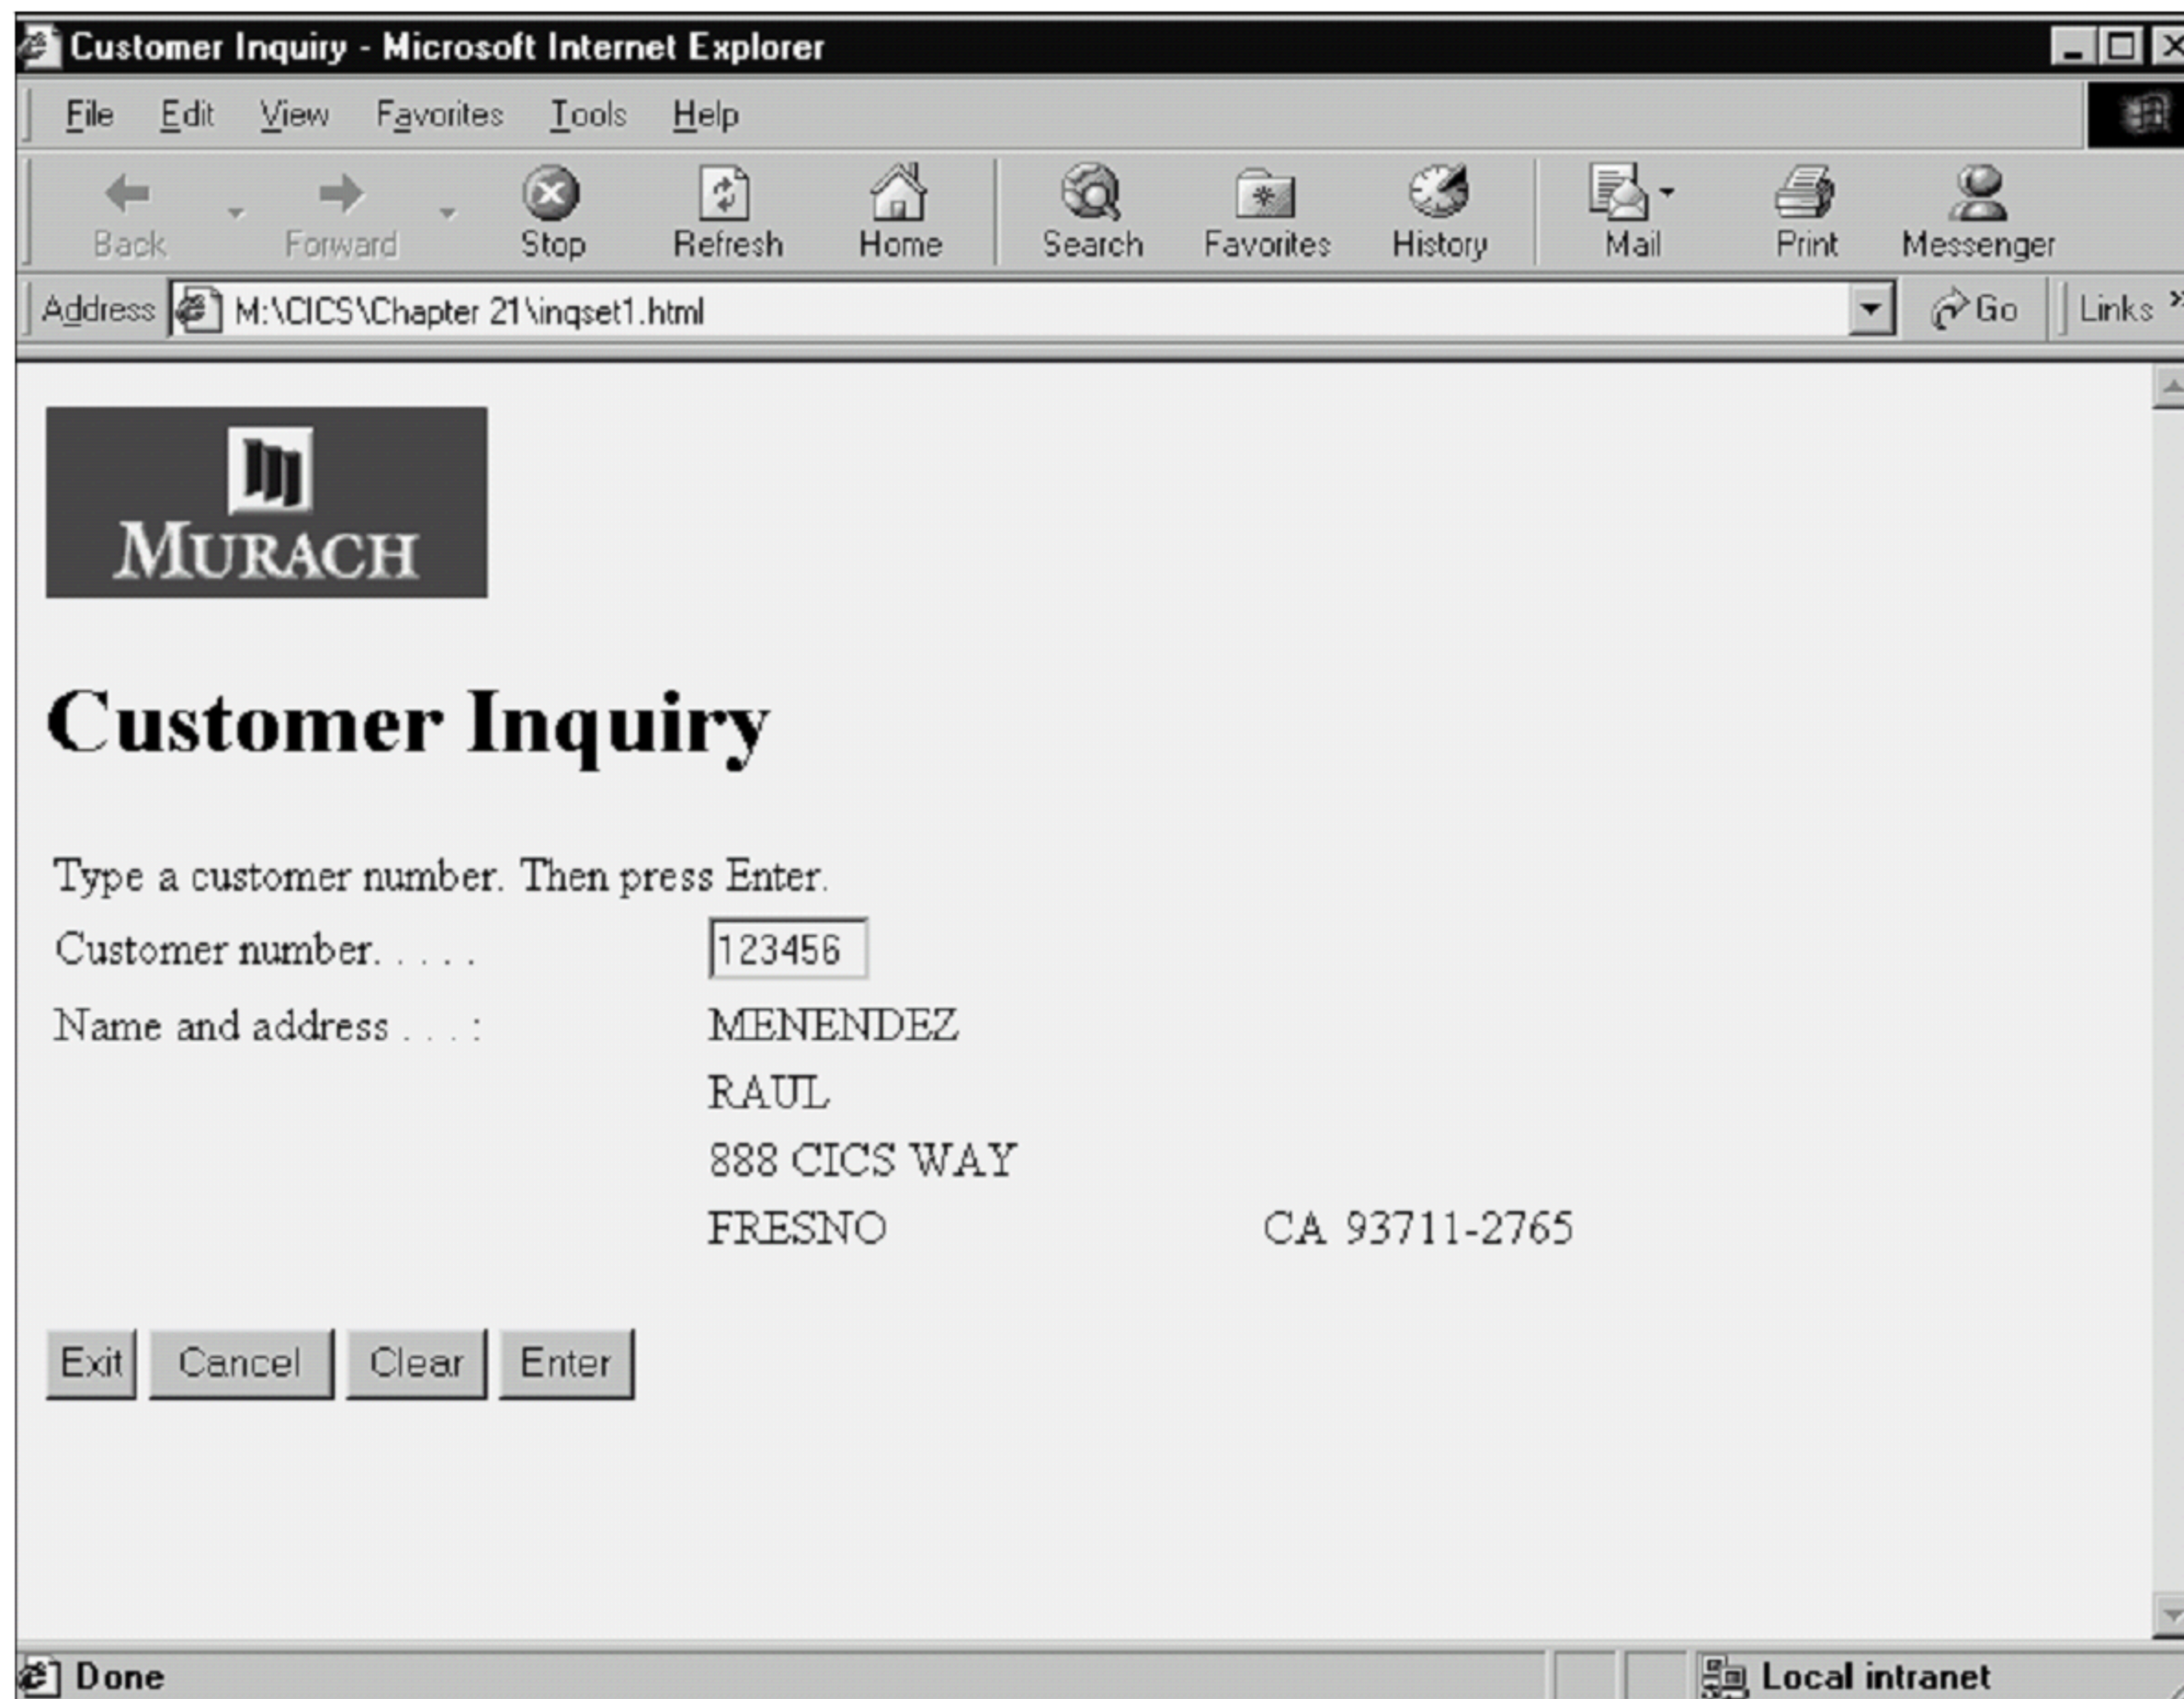 Customer Inquiry - Microsoft Internet Explorer
File Edit View Favorites Tools Help
Back Forward Stop Refresh Home Search Favorites History Mail Print Messenger
Address M:\CICS\Chapter 21\inqset1.html Go Links »
MURACH
Customer Inquiry
Type a customer number. Then press Enter.
Customer number. . . . . 123456
Name and address . . . : MENENDEZ
RAUL
888 CICS WAY
FRESNO CA 93711-2765
Exit Cancel Clear Enter
Done Local intranet